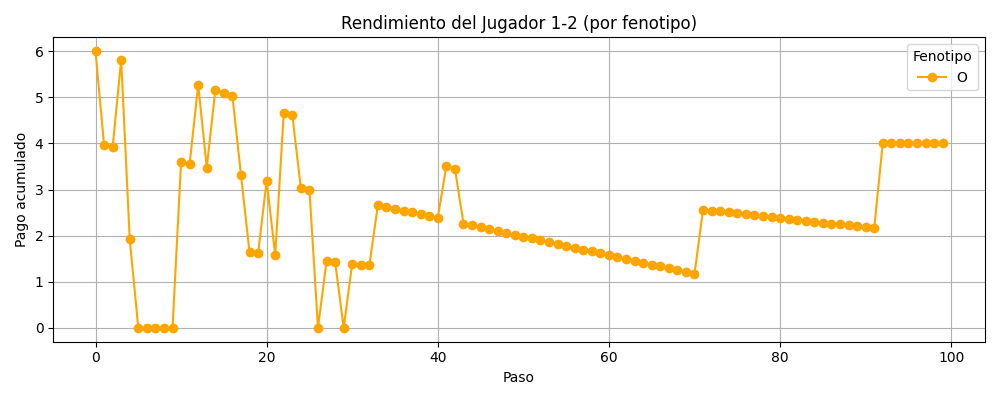 Rendimiento del Jugador 1-2 (por fenotipo)
Pago acumulado
6
5
4
3
2
1
0
Fenotipo
O
0
20
40
60
80
100
Paso